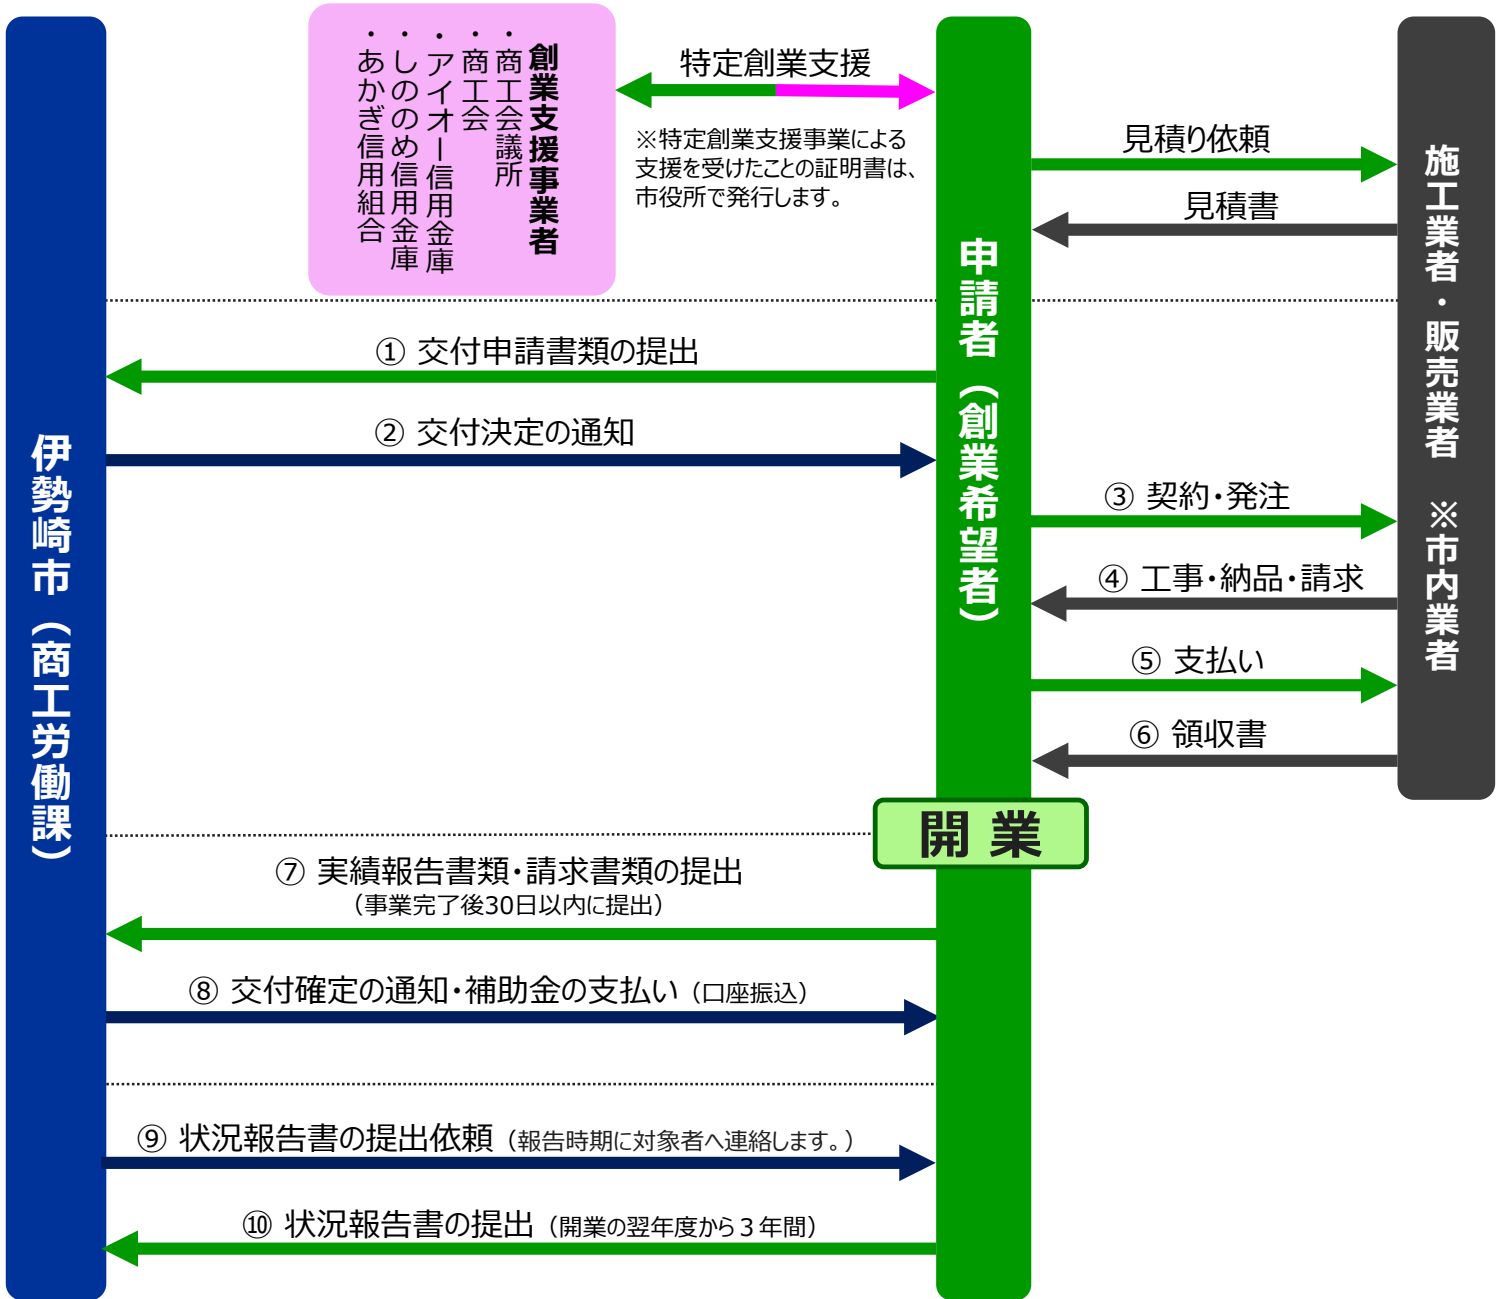 創業支援事業者
・商工会議所
・商工会
・アイオー信用金庫
・しののめ信用金庫
・あかぎ信用組合
特定創業支援
※特定創業支援事業による
支援を受けたことの証明書は、
市役所で発行します。
見積り依頼
見積書
伊勢崎市（商工労働課）
申請者（創業希望者）
施工業者・販売業者　※市内業者
① 交付申請書類の提出
② 交付決定の通知
③ 契約・発注
④ 工事・納品・請求
⑤ 支払い
⑥ 領収書
開 業
⑦ 実績報告書類・請求書類の提出
（事業完了後30日以内に提出）
⑧ 交付確定の通知・補助金の支払い（口座振込）
⑨ 状況報告書の提出依頼（報告時期に対象者へ連絡します。）
⑩ 状況報告書の提出（開業の翌年度から３年間）